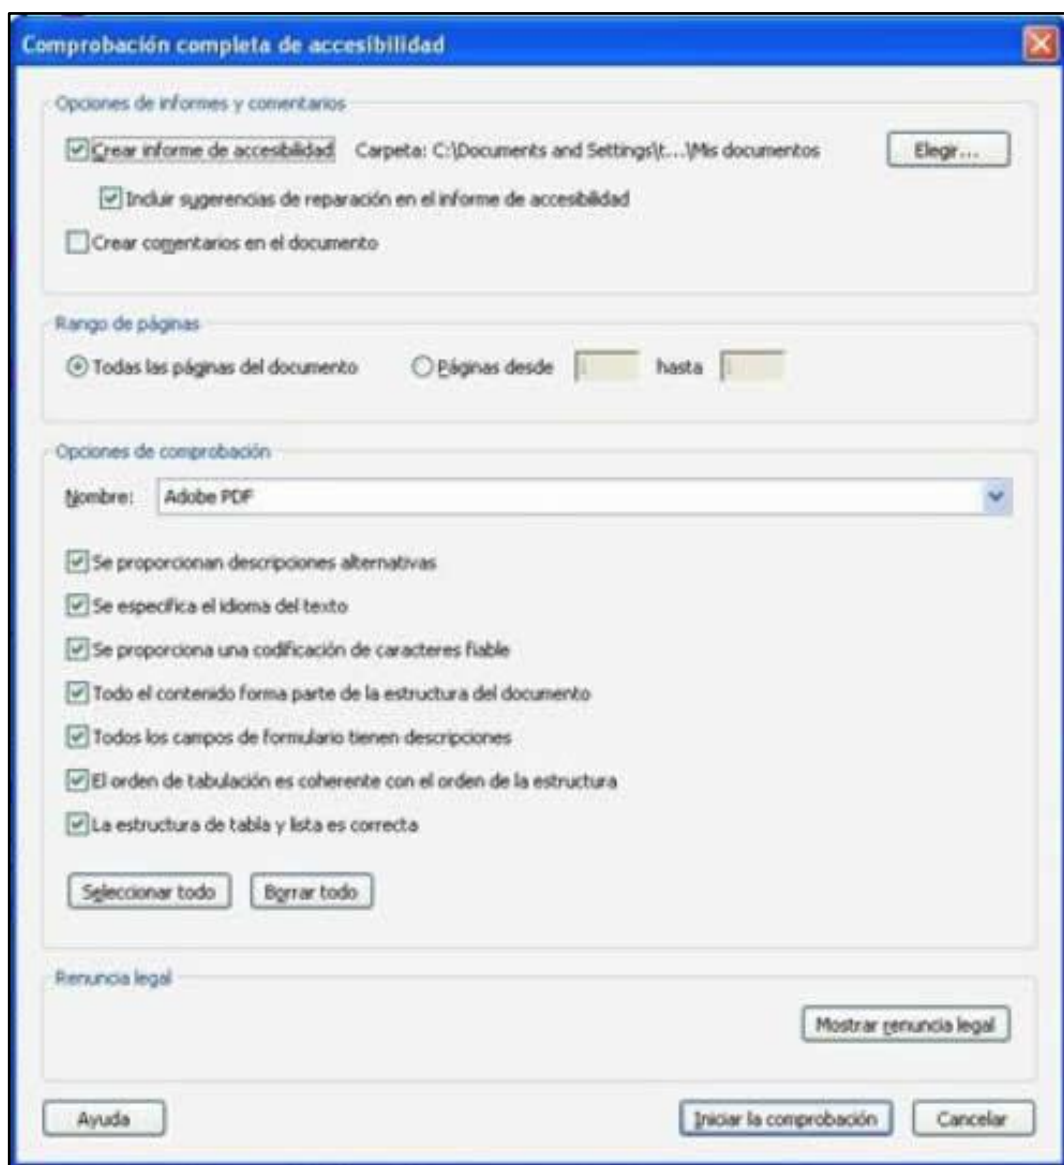 Comprobación completa de accesibilidad
Opciones de informes y comentarios
Crear informe de accesibilidad Carpeta: C:\Documents and Settings\t...\Mis documentos Elegir...
Incluir sugerencias de reparación en el informe de accesibilidad
Crear comentarios en el documento
Rango de páginas
Todas las páginas del documento Páginas desde 1 hasta 1
Opciones de comprobación
Nombre: Adobe PDF
Se proporcionan descripciones alternativas
Se especifica el idioma del texto
Se proporciona una codificación de caracteres fiable
Todo el contenido forma parte de la estructura del documento
Todos los campos de formulario tienen descripciones
El orden de tabulación es coherente con el orden de la estructura
La estructura de tabla y lista es correcta
Seleccionar todo Borrar todo
Renuncia legal
Mostrar renuncia legal
Ayuda Iniciar la comprobación Cancelar